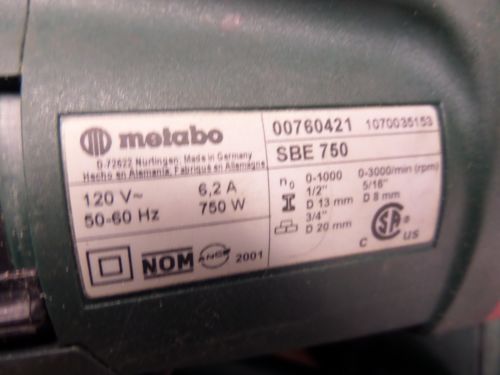 metabo
00760421 1070035153
D-72622 Nürtingen, Made in Germany
Hecho en Alemania, Fabriqué en Allemagne
SBE 750
120 V~ 6,2 A
50-60 Hz 750 W
n0 0-1000 0-3000/min (rpm)
1/2" 5/16"
D 13 mm D 8 mm
3/4"
D 20 mm
C US
NOM ANCE 2001